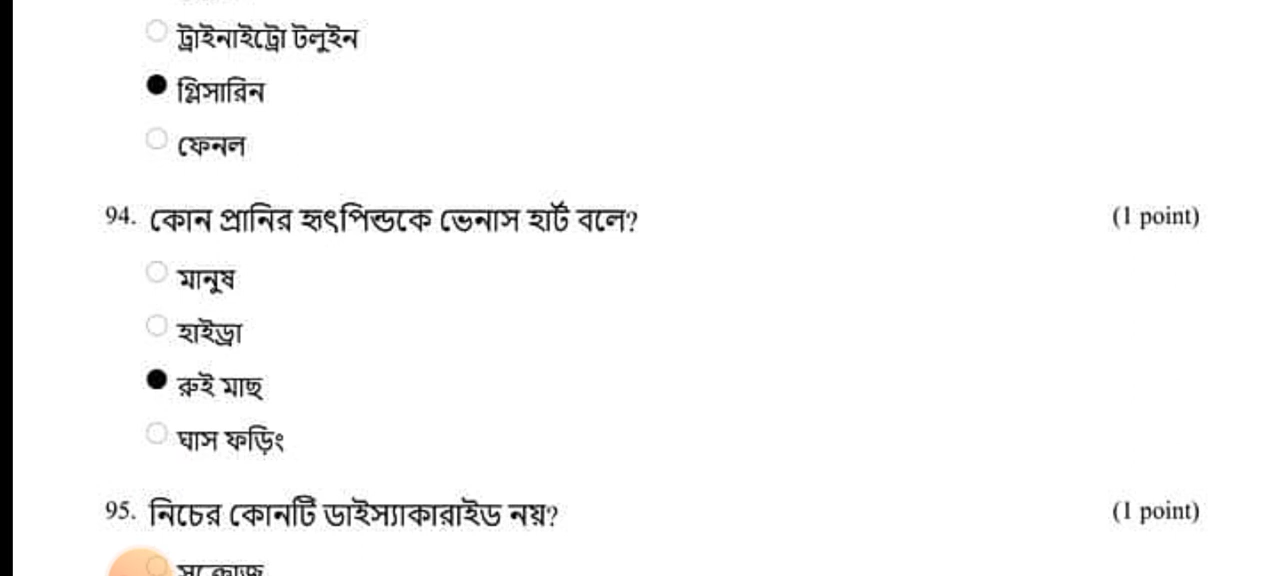 ট্রাইনাইট্রো টলুইন
গ্লিসারিন
ফেনল
94. কোন প্রানির হৃৎপিন্ডকে ভেনাস হার্ট বলে? (1 point)
মানুষ
হাইড্রা
রুই মাছ
ঘাস ফড়িং
95. নিচের কোনটি ডাইস্যাকারাইড নয়? (1 point)